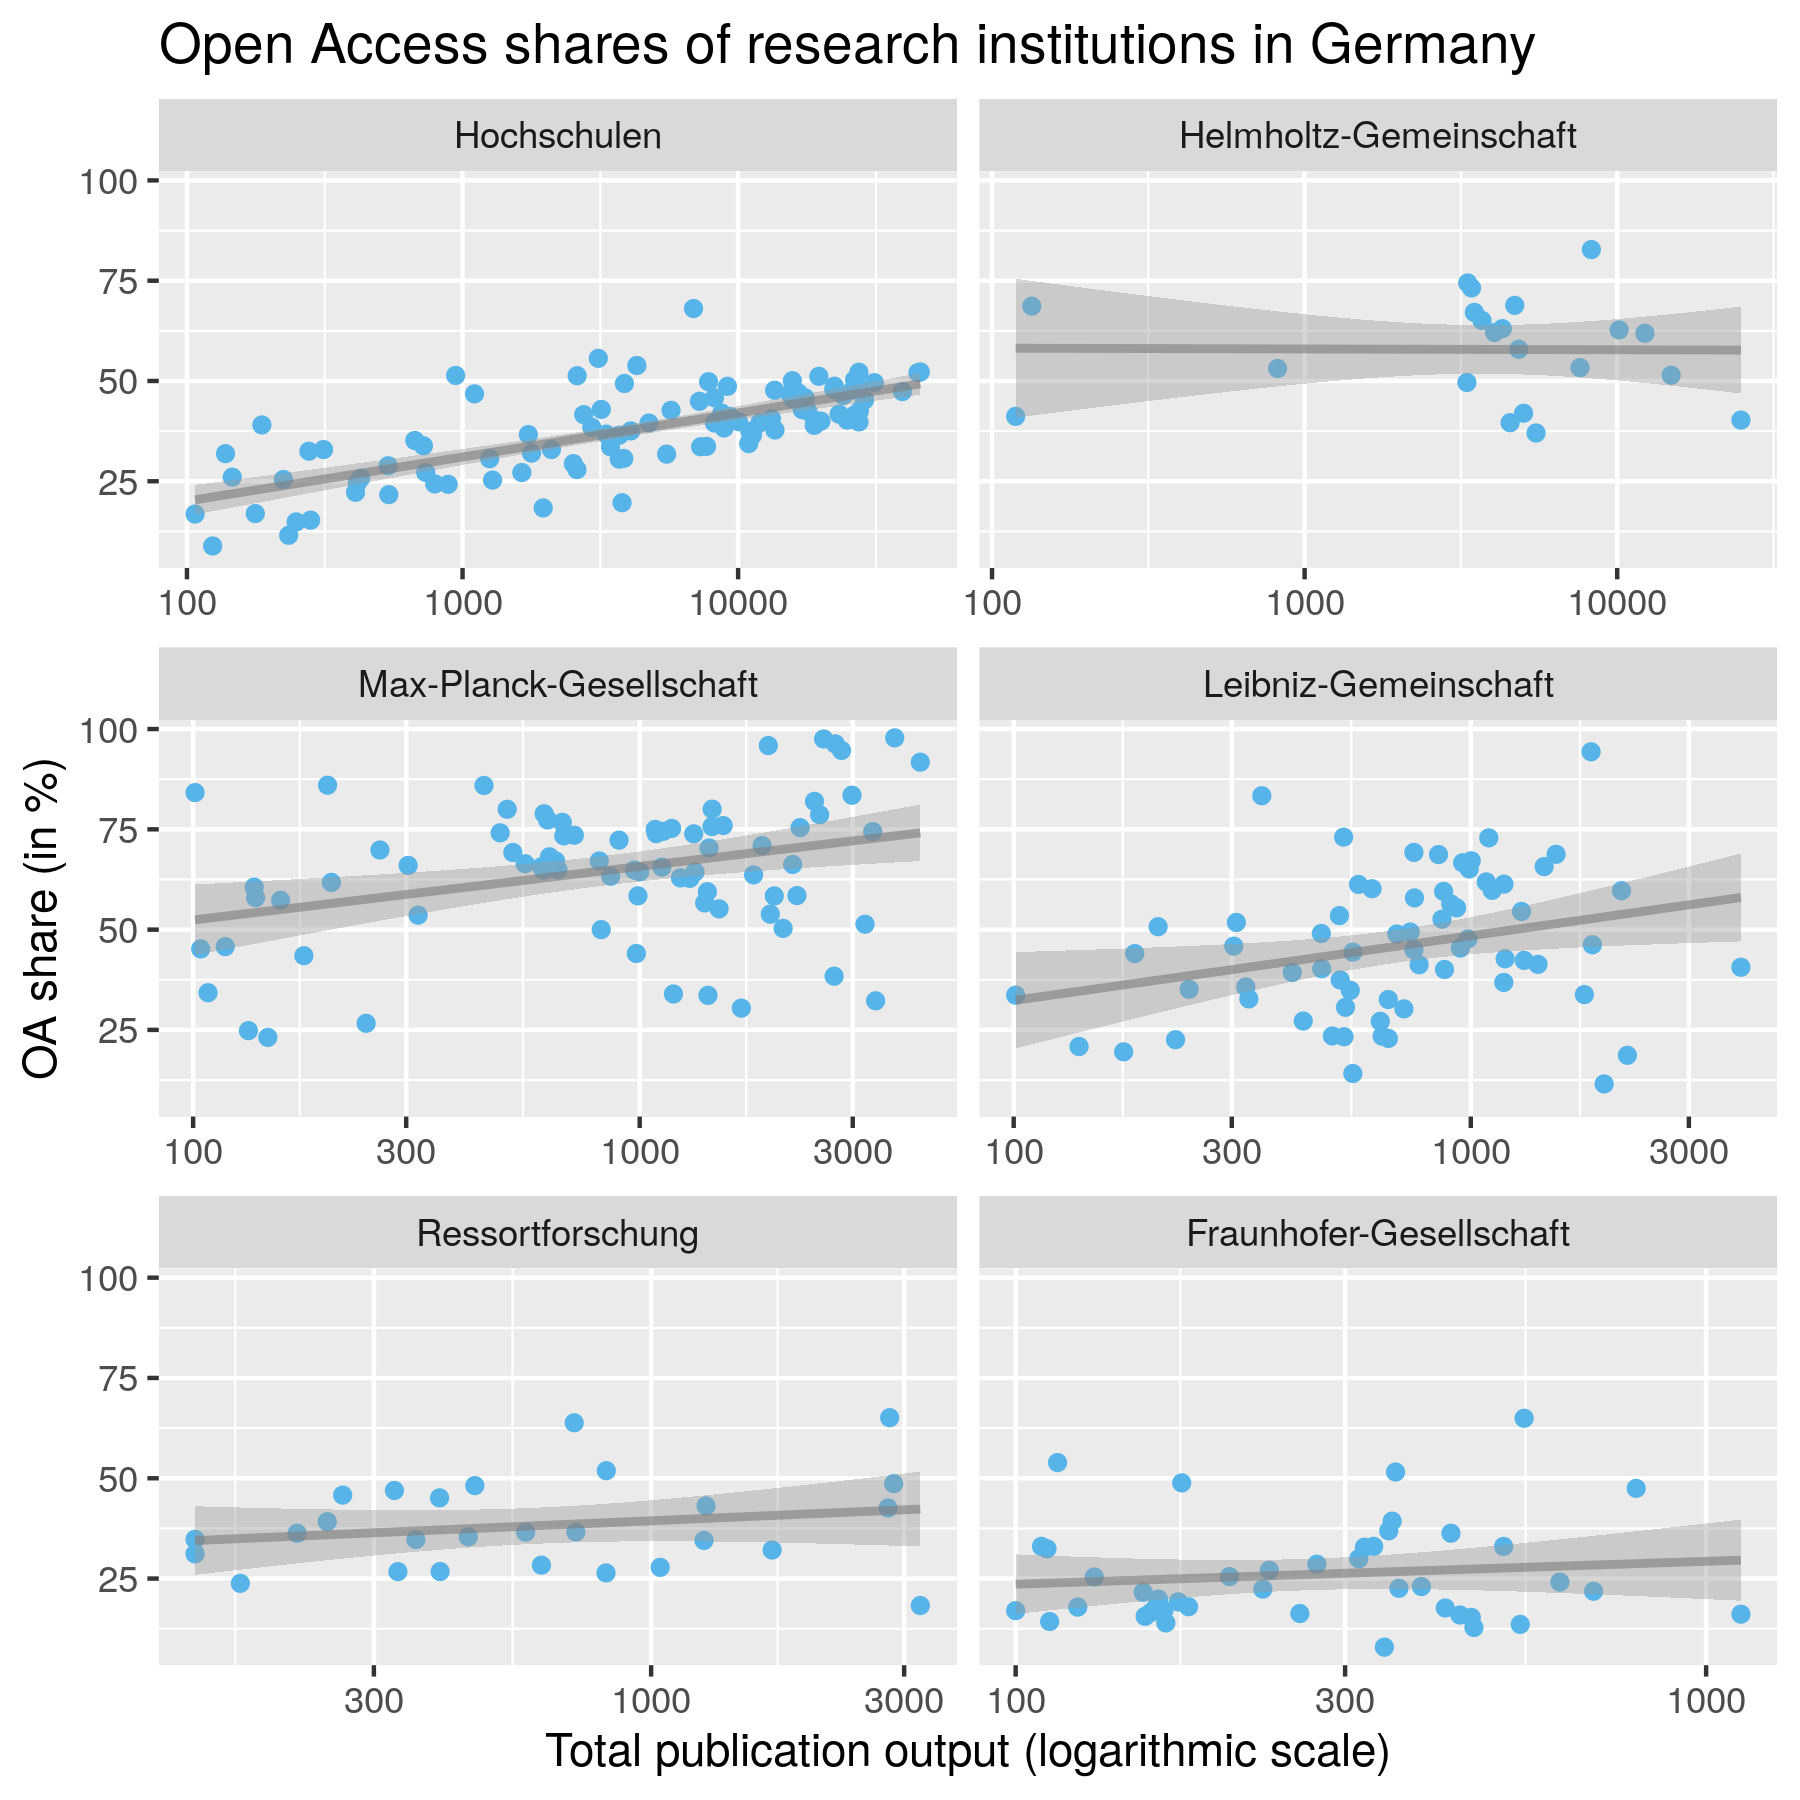 Open Access shares of research institutions in Germany
Hochschulen
Helmholtz-Gemeinschaft
100
75
50
25
100 1000 10000
100 1000 10000
Max-Planck-Gesellschaft
Leibniz-Gemeinschaft
100
75
50
25
100 300 1000 3000
100 300 1000 3000
OA share (in %)
Ressortforschung
Fraunhofer-Gesellschaft
100
75
50
25
300 1000 3000
100 300 1000
Total publication output (logarithmic scale)